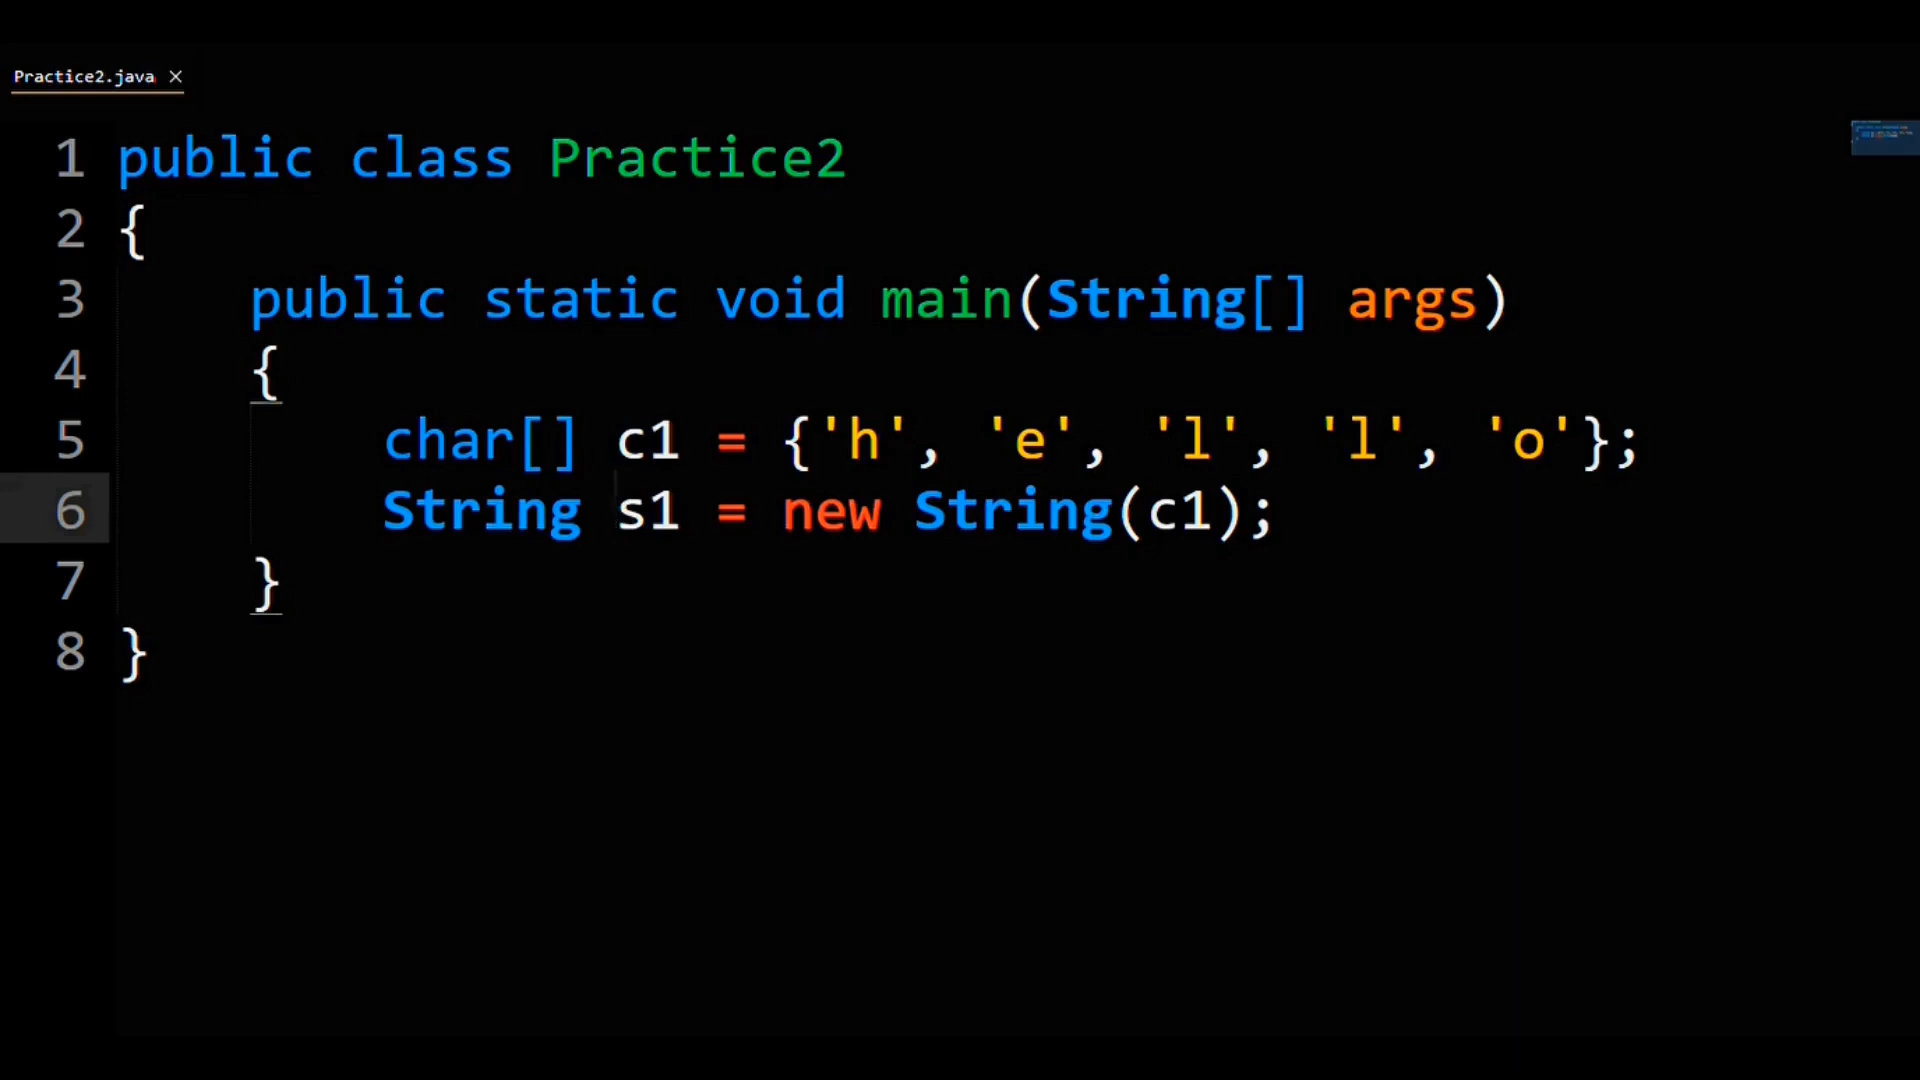 Practice2.java ×
1 public class Practice2
2 {
3     public static void main(String[] args)
4     {
5         char[] c1 = {'h', 'e', 'l', 'l', 'o'};
6         String s1 = new String(c1);
7     }
8 }